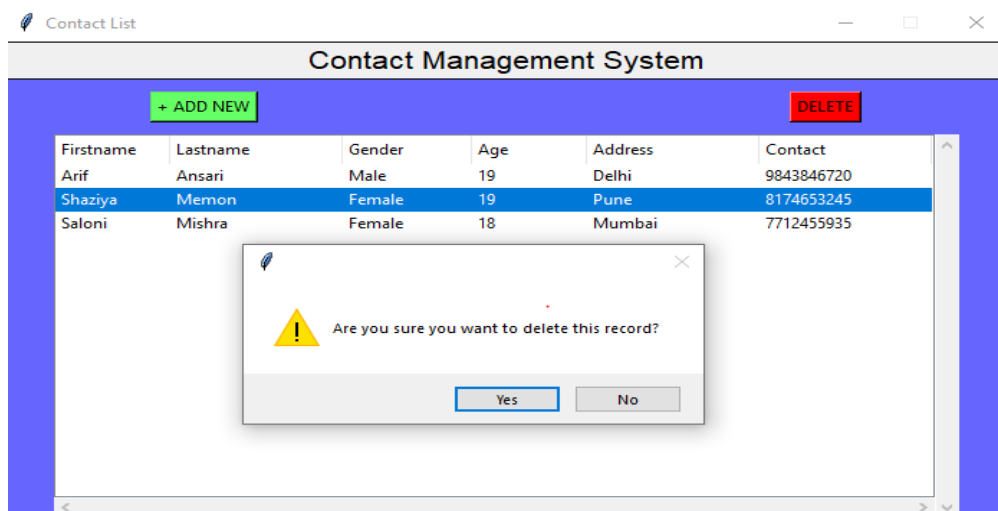 Contact List
Contact Management System
+ ADD NEW DELETE
Firstname Lastname Gender Age Address Contact
Arif Ansari Male 19 Delhi 9843846720
Shaziya Memon Female 19 Pune 8174653245
Saloni Mishra Female 18 Mumbai 7712455935
Are you sure you want to delete this record?
Yes No